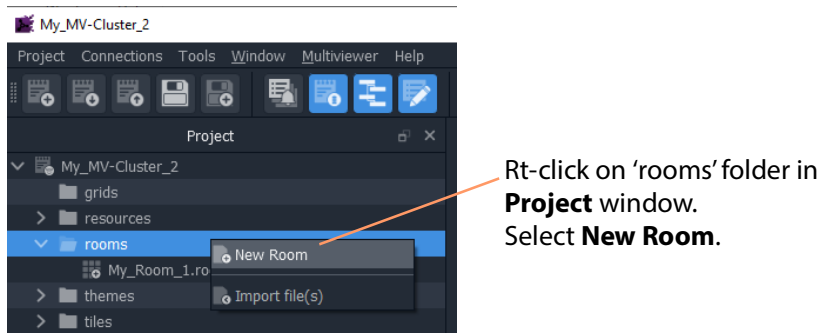 My_MV-Cluster_2
Project Connections Tools Window Multiviewer Help
Project
My_MV-Cluster_2
grids
resources
rooms
New Room
My_Room_1.ro
Import file(s)
themes
tiles
Rt-click on ‘rooms’ folder in
Project window.
Select New Room.